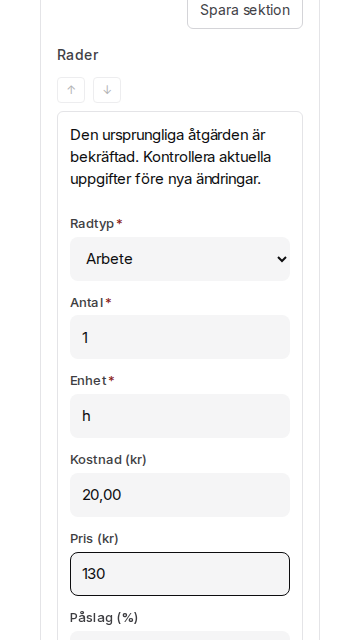 Spara sektion
Rader
↑ ↓
Den ursprungliga åtgärden är
bekräftad. Kontrollera aktuella
uppgifter före nya ändringar.
Radtyp *
Arbete
Antal *
1
Enhet *
h
Kostnad (kr)
20,00
Pris (kr)
130
Påslag (%)